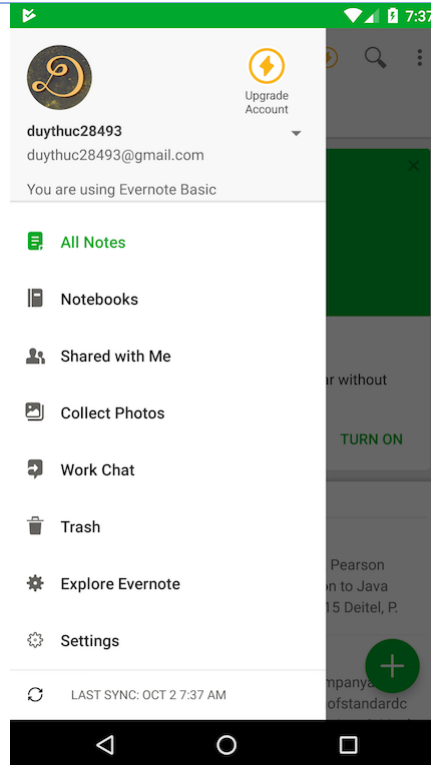 7:37
D
Upgrade
Account
duythuc28493
duythuc28493@gmail.com
You are using Evernote Basic
All Notes
Notebooks
Shared with Me
Collect Photos
Work Chat
Trash
Explore Evernote
Settings
LAST SYNC: OCT 2 7:37 AM
ar without
TURN ON
Pearson
n to Java
15 Deitel, P.
mpanya
ofstandardc